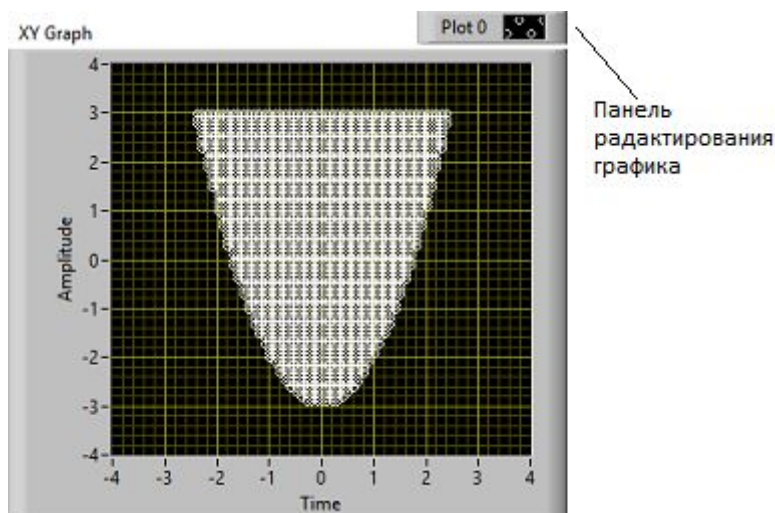 XY Graph
Plot 0
Панель
радактирования
графика
Amplitude
4
3
2
1
0
-1
-2
-3
-4
-4 -3 -2 -1 0 1 2 3 4
Time